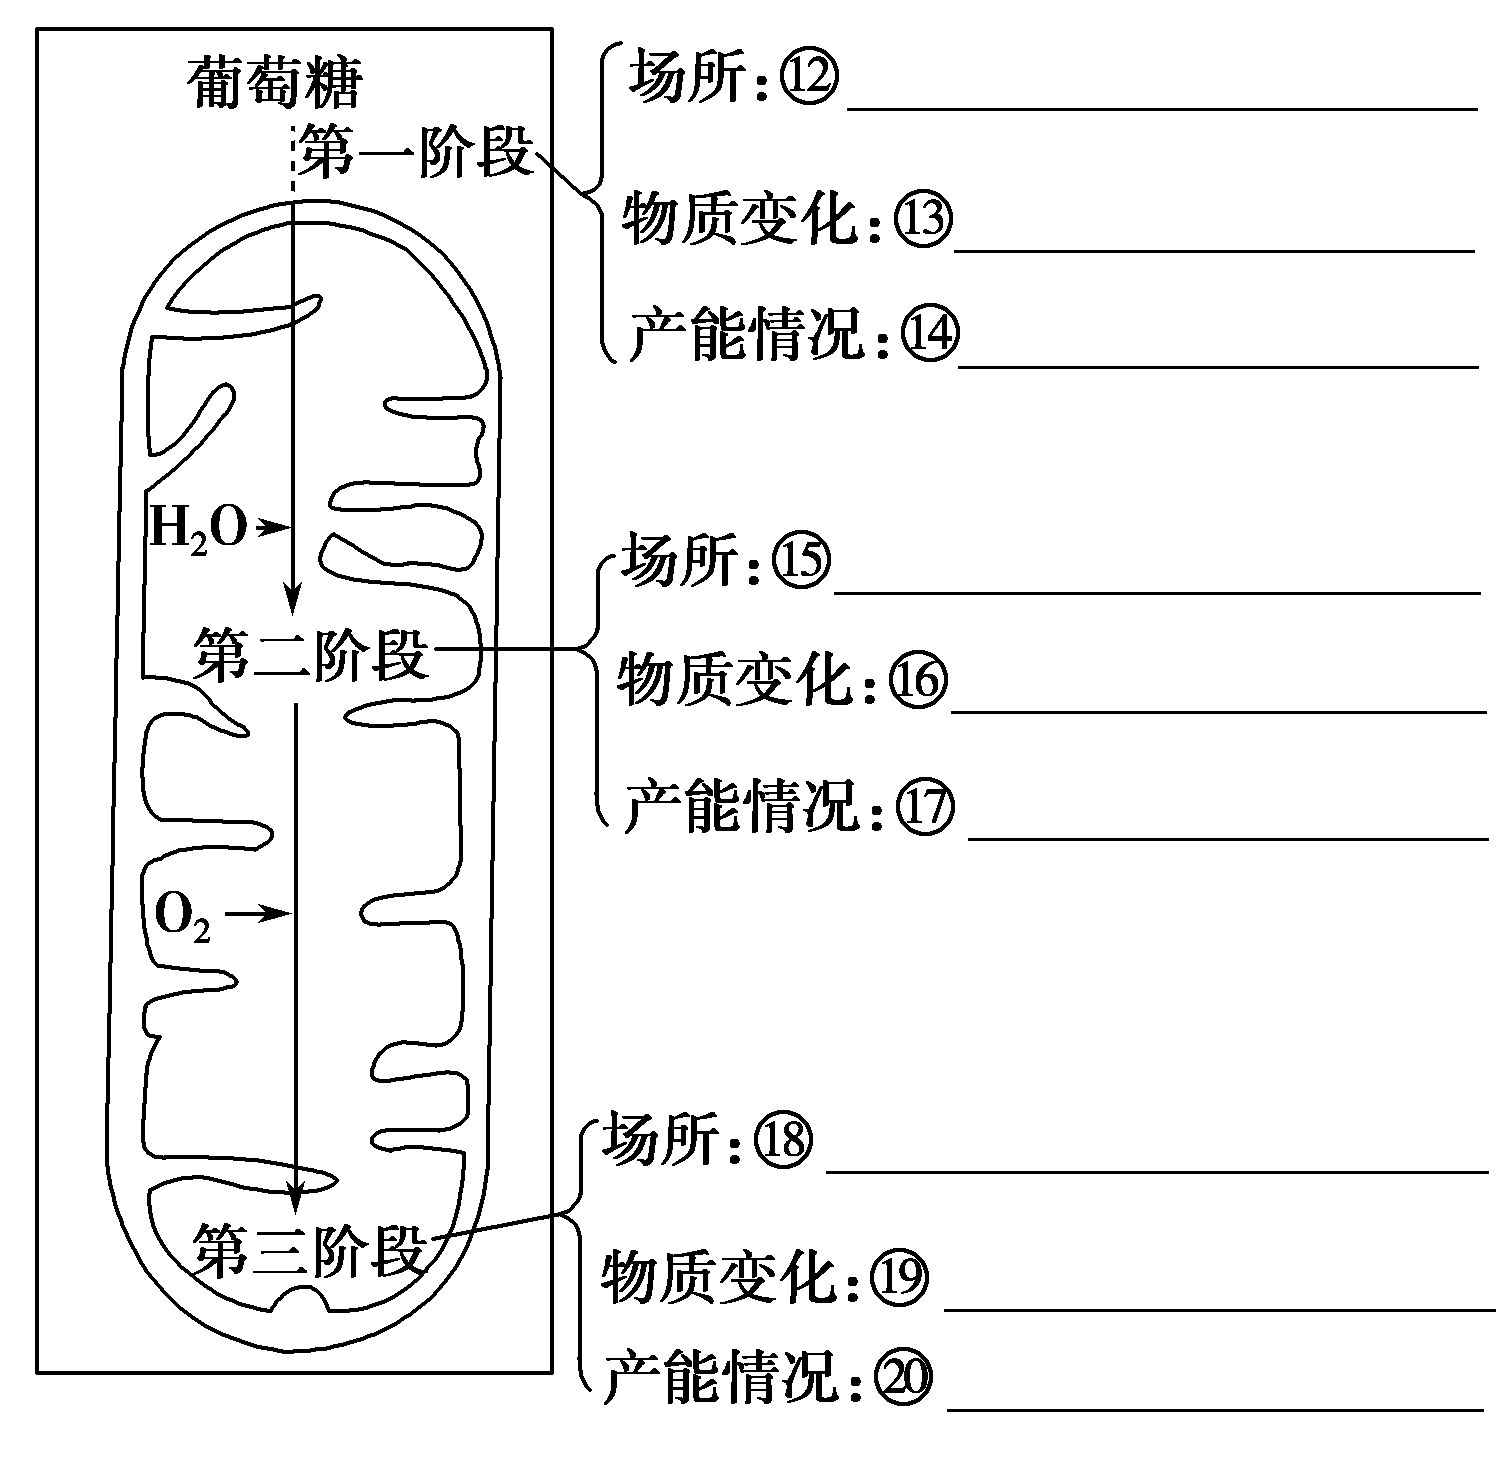 葡萄糖
第一阶段
场所:⑫
物质变化:⑬
产能情况:⑭
H₂O
第二阶段
场所:⑮
物质变化:⑯
产能情况:⑰
O₂
第三阶段
场所:⑱
物质变化:⑲
产能情况:⑳